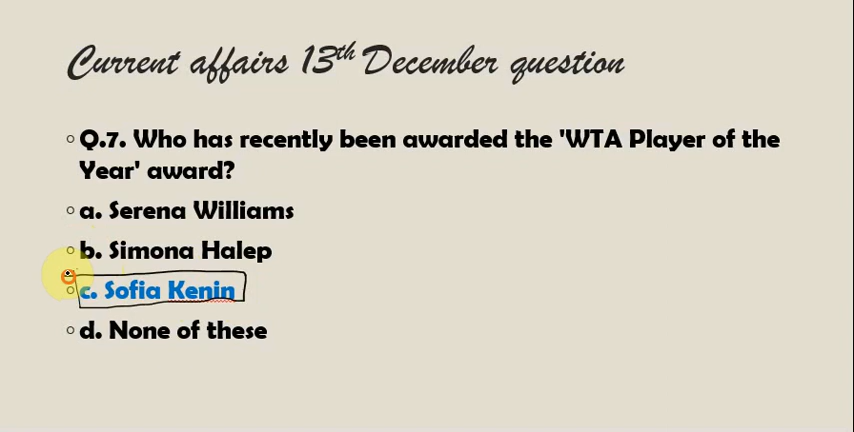 Current affairs 13th December question
Q.7. Who has recently been awarded the 'WTA Player of the
Year' award?
a. Serena Williams
b. Simona Halep
c. Sofia Kenin
d. None of these